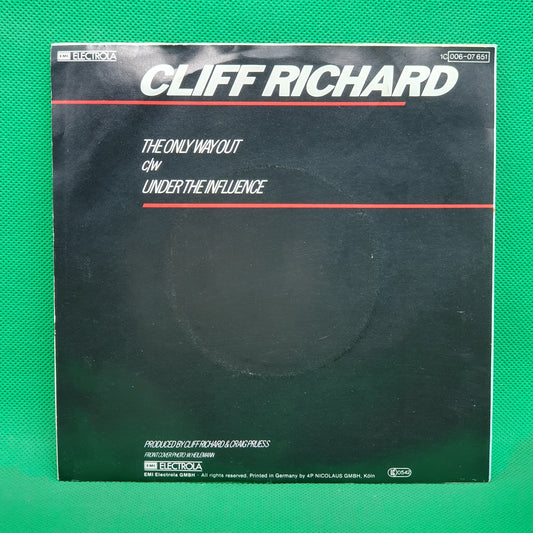 EMI ELECTROLA
1C 006-07 651
CLIFF RICHARD
THE ONLY WAY OUT
c/w
UNDER THE INFLUENCE
PRODUCED BY CLIFF RICHARD & CRAIG PRUESS
FRONT COVER PHOTO: W. HEILEMANN
EMI ELECTROLA
EMI Electrola GMBH · All rights reserved. Printed in Germany by 4P NICOLAUS GMBH, Köln
0542